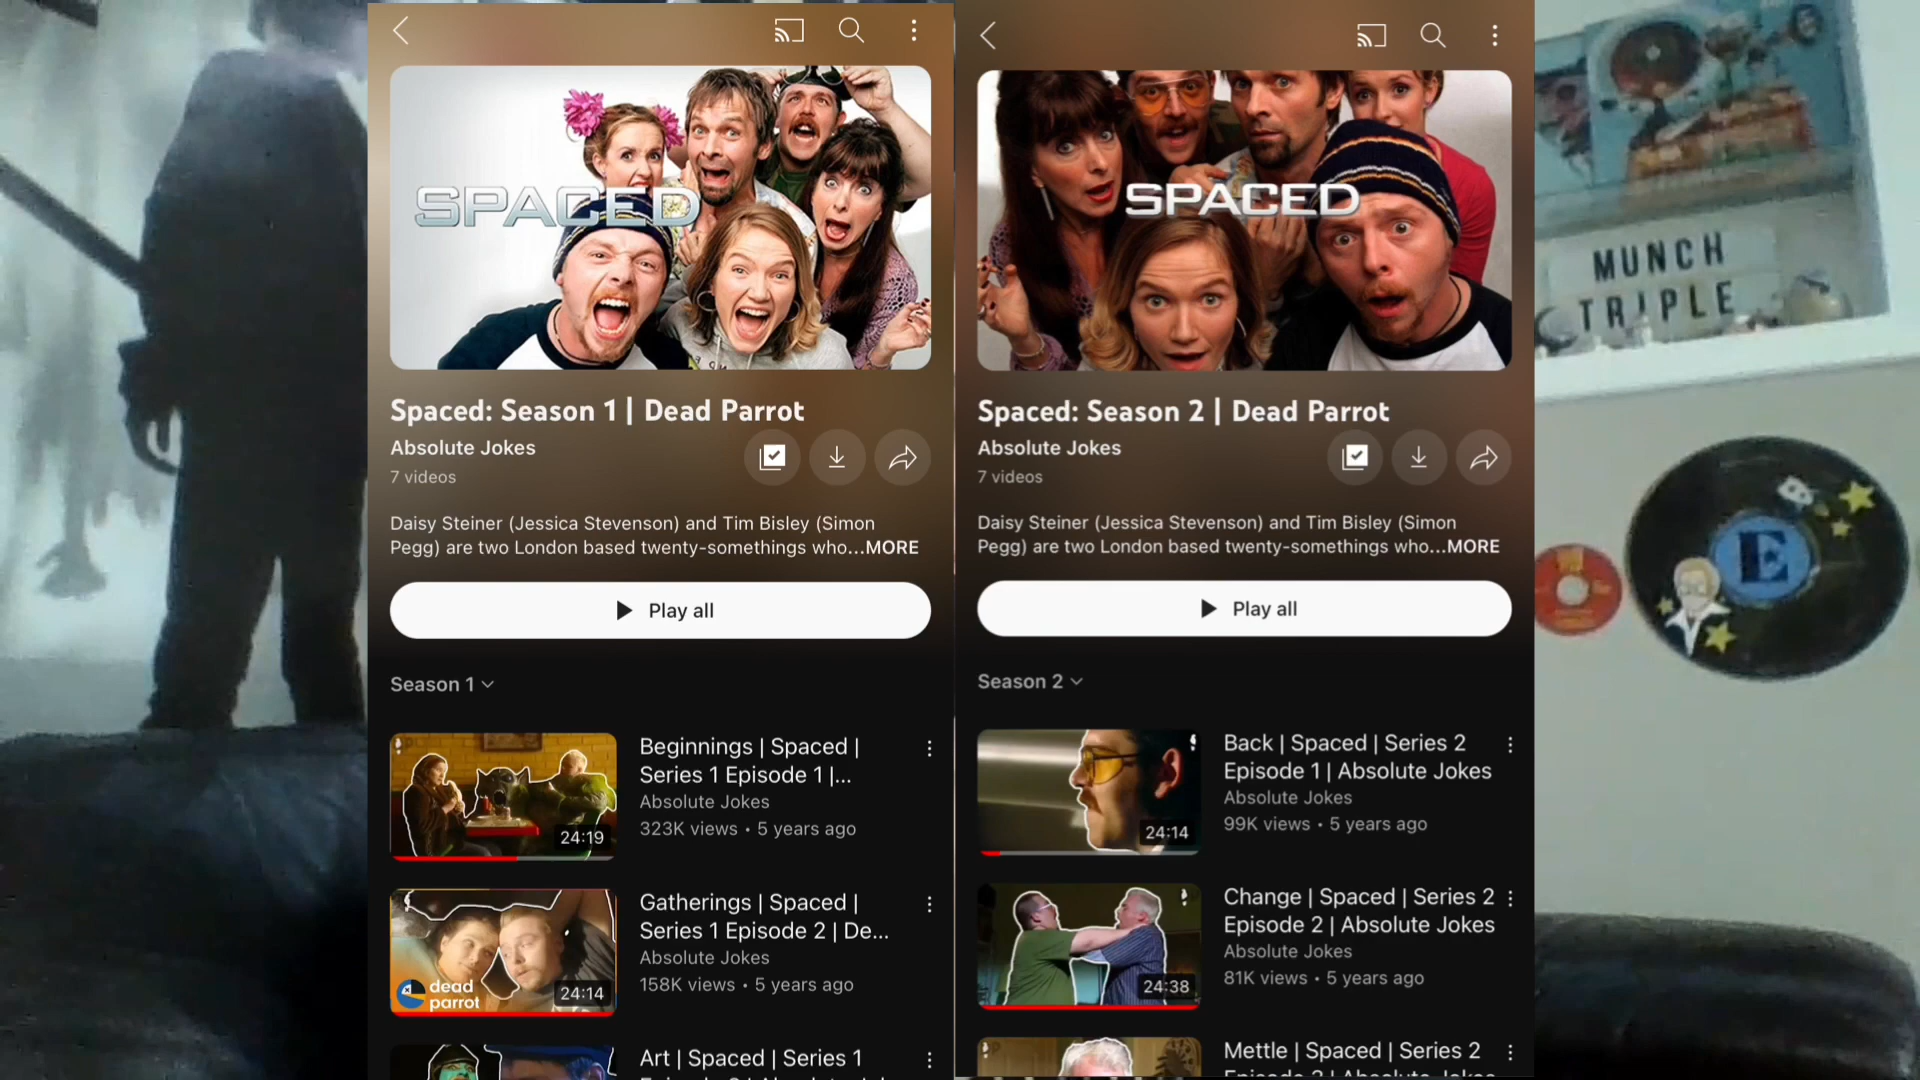 SPACED
Spaced: Season 1 | Dead Parrot
Absolute Jokes
7 videos
Daisy Steiner (Jessica Stevenson) and Tim Bisley (Simon
Pegg) are two London based twenty-somethings who...MORE
Play all
Season 1
24:19
Beginnings | Spaced |
Series 1 Episode 1 |...
Absolute Jokes
323K views • 5 years ago
dead
parrot
24:14
Gatherings | Spaced |
Series 1 Episode 2 | De...
Absolute Jokes
158K views • 5 years ago
Art | Spaced | Series 1
SPACED
Spaced: Season 2 | Dead Parrot
Absolute Jokes
7 videos
Daisy Steiner (Jessica Stevenson) and Tim Bisley (Simon
Pegg) are two London based twenty-somethings who...MORE
Play all
Season 2
24:14
Back | Spaced | Series 2
Episode 1 | Absolute Jokes
Absolute Jokes
99K views • 5 years ago
24:38
Change | Spaced | Series 2
Episode 2 | Absolute Jokes
Absolute Jokes
81K views • 5 years ago
Mettle | Spaced | Series 2
MUNCH
TRIPLE
E